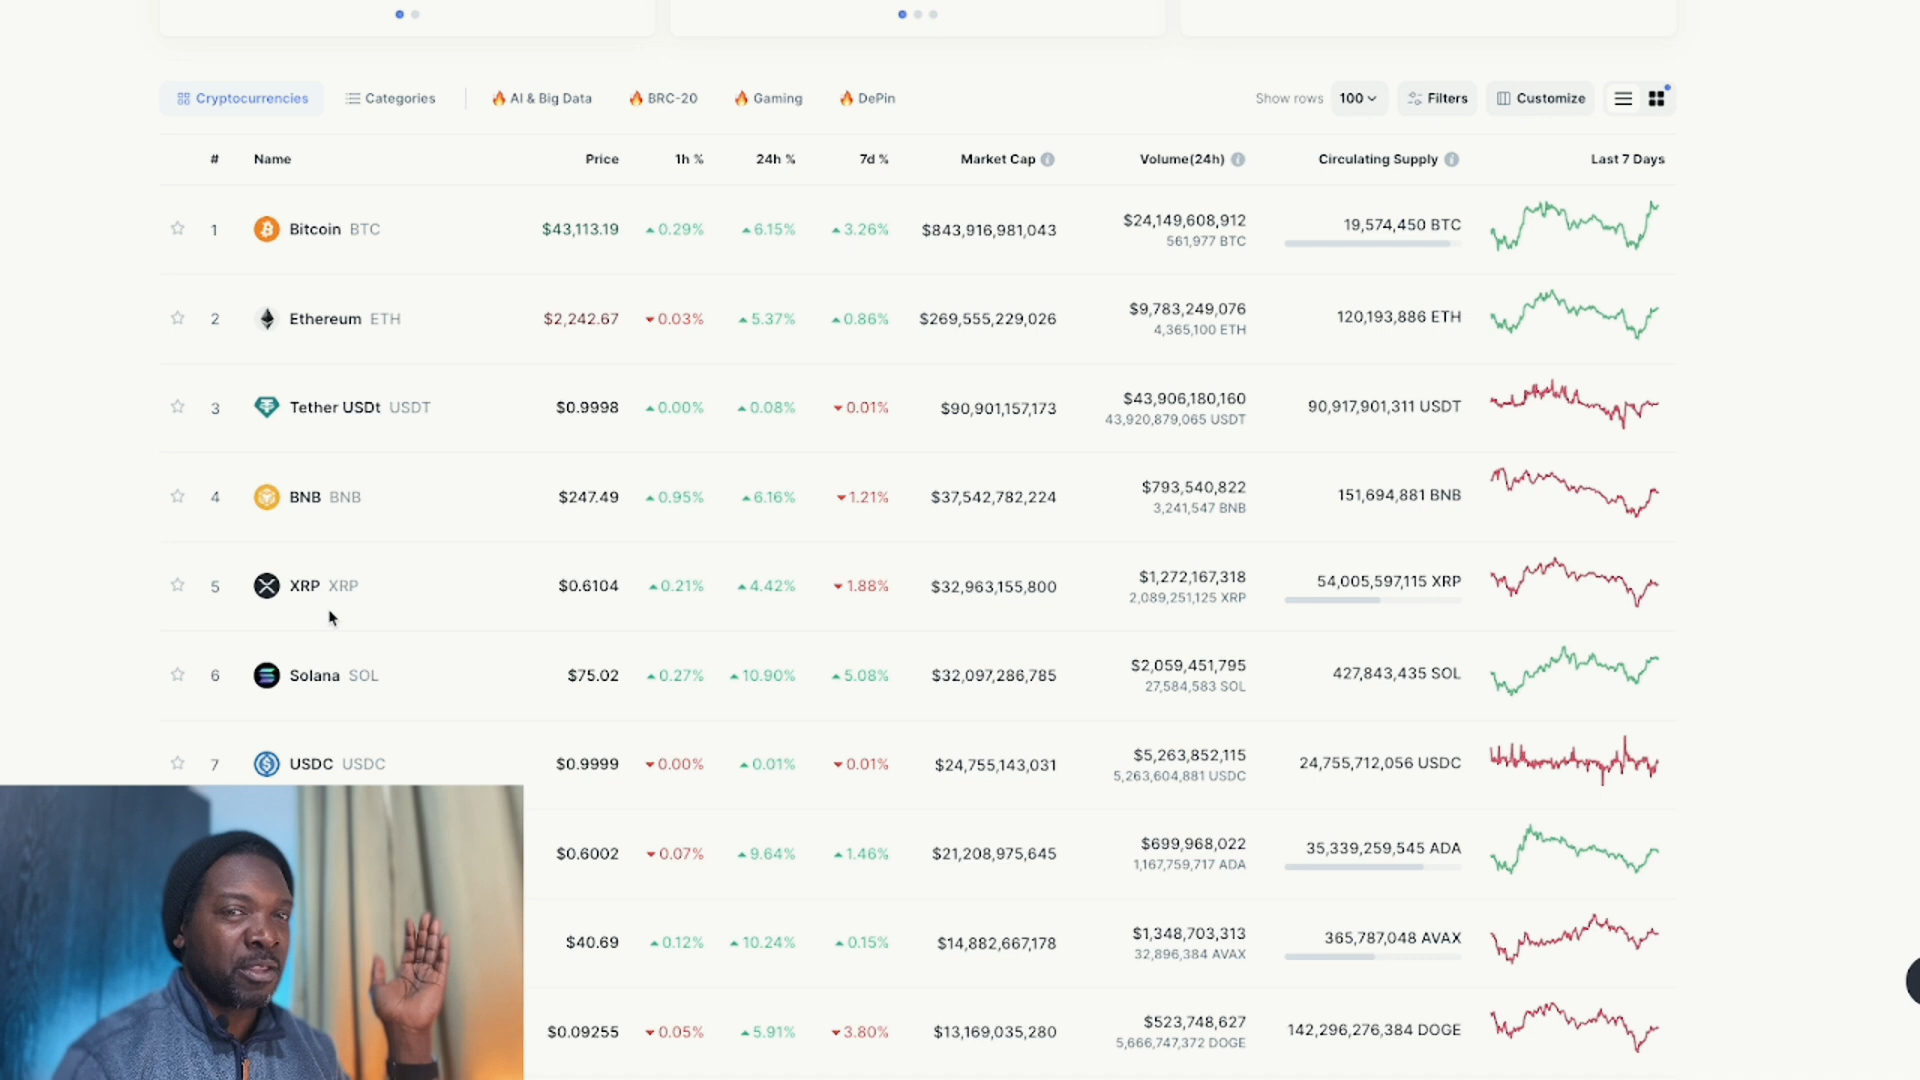 Cryptocurrencies Categories AI & Big Data BRC-20 Gaming DePin Show rows 100 Filters Customize
# Name Price 1h % 24h % 7d % Market Cap Volume(24h) Circulating Supply Last 7 Days
1 Bitcoin BTC $43,113.19 0.29% 6.15% 3.26% $843,916,981,043 $24,149,608,912 19,574,450 BTC
561,977 BTC
2 Ethereum ETH $2,242.67 0.03% 5.37% 0.86% $269,555,229,026 $9,783,249,076 120,193,886 ETH
4,365,100 ETH
3 Tether USDt USDT $0.9998 0.00% 0.08% 0.01% $90,901,157,173 $43,906,180,160 90,917,901,311 USDT
43,920,879,065 USDT
4 BNB BNB $247.49 0.95% 6.16% 1.21% $37,542,782,224 $793,540,822 151,694,881 BNB
3,241,547 BNB
5 XRP XRP $0.6104 0.21% 4.42% 1.88% $32,963,155,800 $1,272,167,318 54,005,597,115 XRP
2,089,251,125 XRP
6 Solana SOL $75.02 0.27% 10.90% 5.08% $32,097,286,785 $2,059,451,795 427,843,435 SOL
27,584,583 SOL
7 USDC USDC $0.9999 0.00% 0.01% 0.01% $24,755,143,031 $5,263,852,115 24,755,712,056 USDC
5,263,604,881 USDC
$0.6002 0.07% 9.64% 1.46% $21,208,975,645 $699,968,022 35,339,259,545 ADA
1,167,759,717 ADA
$40.69 0.12% 10.24% 0.15% $14,882,667,178 $1,348,703,313 365,787,048 AVAX
32,896,384 AVAX
$0.09255 0.05% 5.91% 3.80% $13,169,035,280 $523,748,627 142,296,276,384 DOGE
5,666,747,372 DOGE